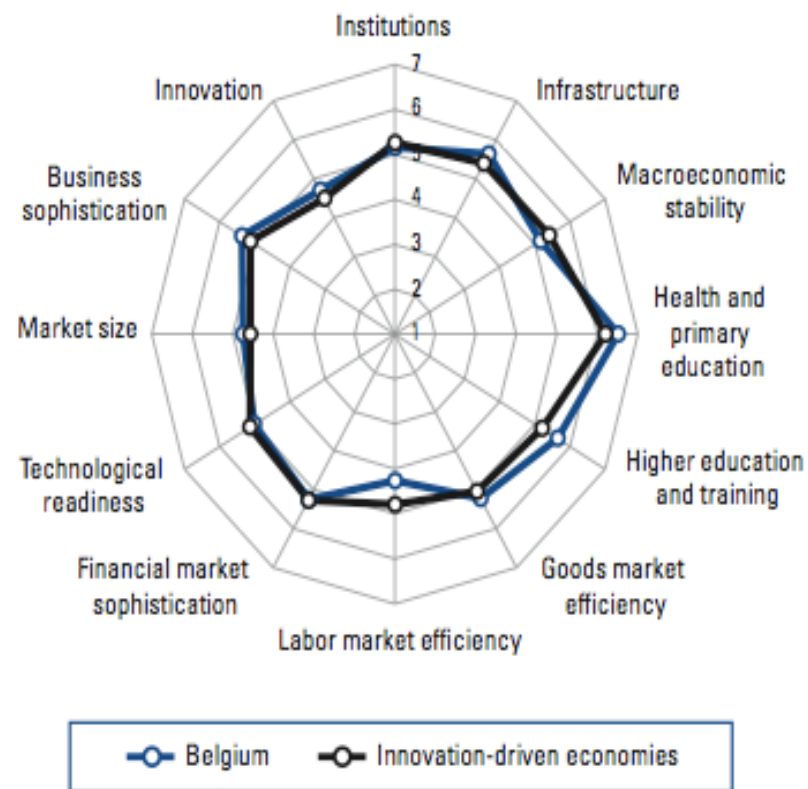 Institutions
7
Infrastructure
Innovation
6
5
Macroeconomic
stability
Business
sophistication
4
3
Health and
primary
education
2
Market size
1
Higher education
and training
Technological
readiness
Goods market
efficiency
Financial market
sophistication
Labor market efficiency
Belgium
Innovation-driven economies